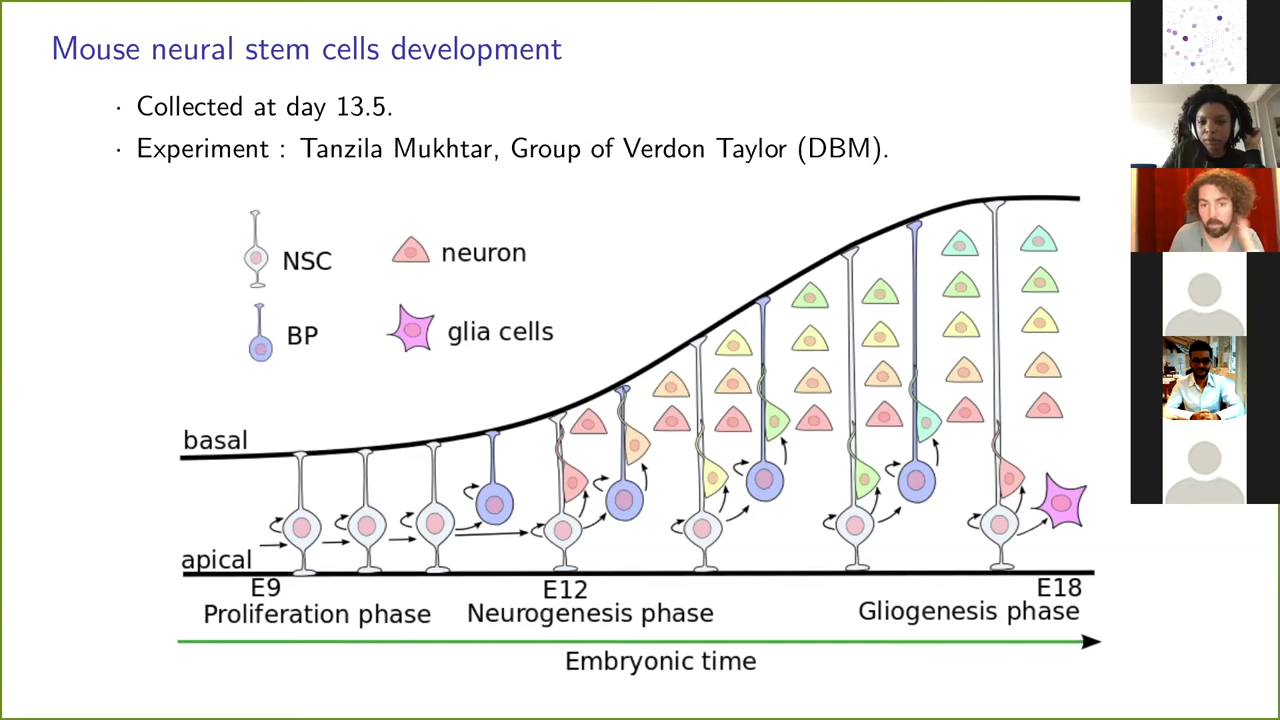 Mouse neural stem cells development
· Collected at day 13.5.
· Experiment : Tanzila Mukhtar, Group of Verdon Taylor (DBM).
NSC
neuron
BP
glia cells
basal
apical
E9
E12
E18
Proliferation phase
Neurogenesis phase
Gliogenesis phase
Embryonic time